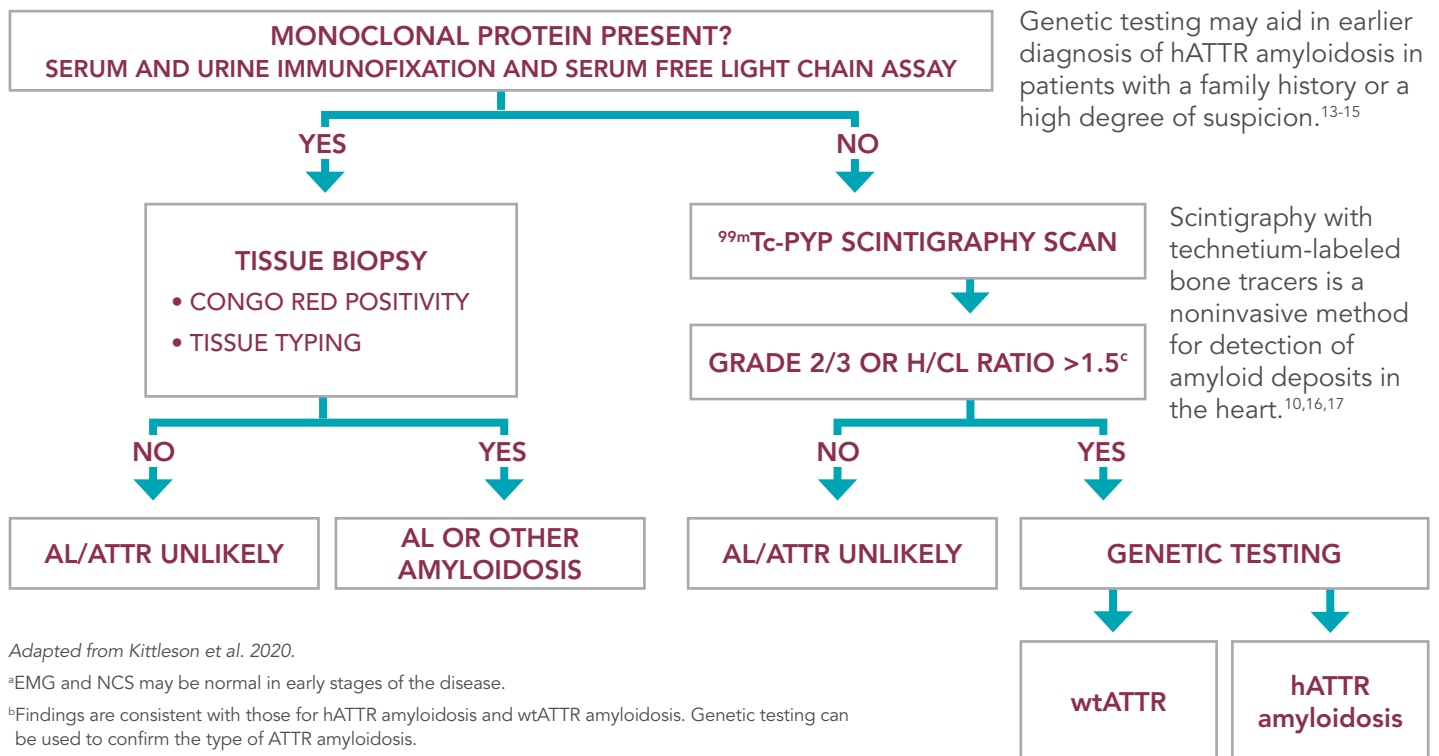 MONOCLONAL PROTEIN PRESENT?
SERUM AND URINE IMMUNOFIXATION AND SERUM FREE LIGHT CHAIN ASSAY
Genetic testing may aid in earlier
diagnosis of hATTR amyloidosis in
patients with a family history or a
high degree of suspicion.13-15
YES
NO
TISSUE BIOPSY
• CONGO RED POSITIVITY
• TISSUE TYPING
99mTc-PYP SCINTIGRAPHY SCAN
Scintigraphy with
technetium-labeled
bone tracers is a
noninvasive method
for detection of
amyloid deposits in
the heart.10,16,17
GRADE 2/3 OR H/CL RATIO >1.5c
NO
YES
NO
YES
AL/ATTR UNLIKELY
AL OR OTHER
AMYLOIDOSIS
AL/ATTR UNLIKELY
GENETIC TESTING
wtATTR
hATTR
amyloidosis
Adapted from Kittleson et al. 2020.
aEMG and NCS may be normal in early stages of the disease.
bFindings are consistent with those for hATTR amyloidosis and wtATTR amyloidosis. Genetic testing can
be used to confirm the type of ATTR amyloidosis.